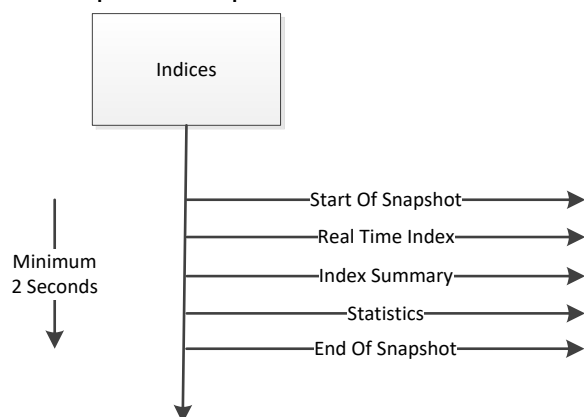 Indices
Start Of Snapshot
Real Time Index
Minimum
2 Seconds
Index Summary
Statistics
End Of Snapshot